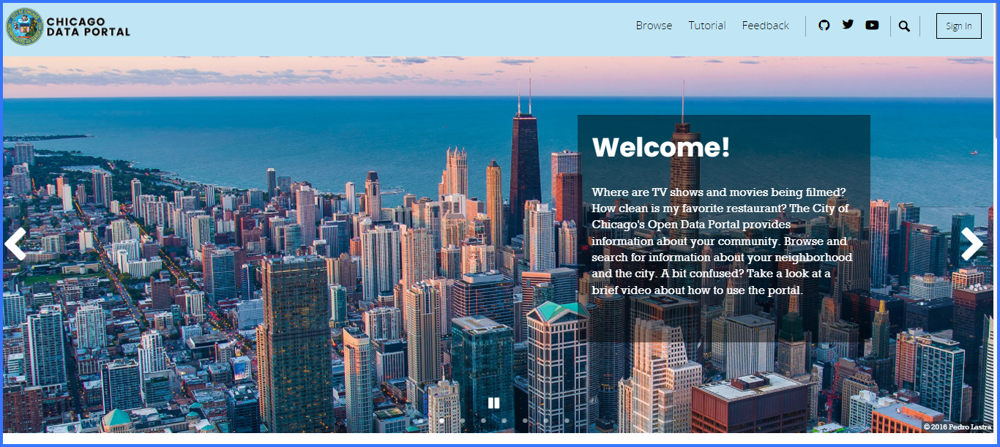 CHICAGO
DATA PORTAL
Browse Tutorial Feedback
Sign In
Welcome!
Where are TV shows and movies being filmed?
How clean is my favorite restaurant? The City of
Chicago's Open Data Portal provides
information about your community. Browse and
search for information about your neighborhood
and the city. A bit confused? Take a look at a
brief video about how to use the portal.
© 2016 Pedro Lastra